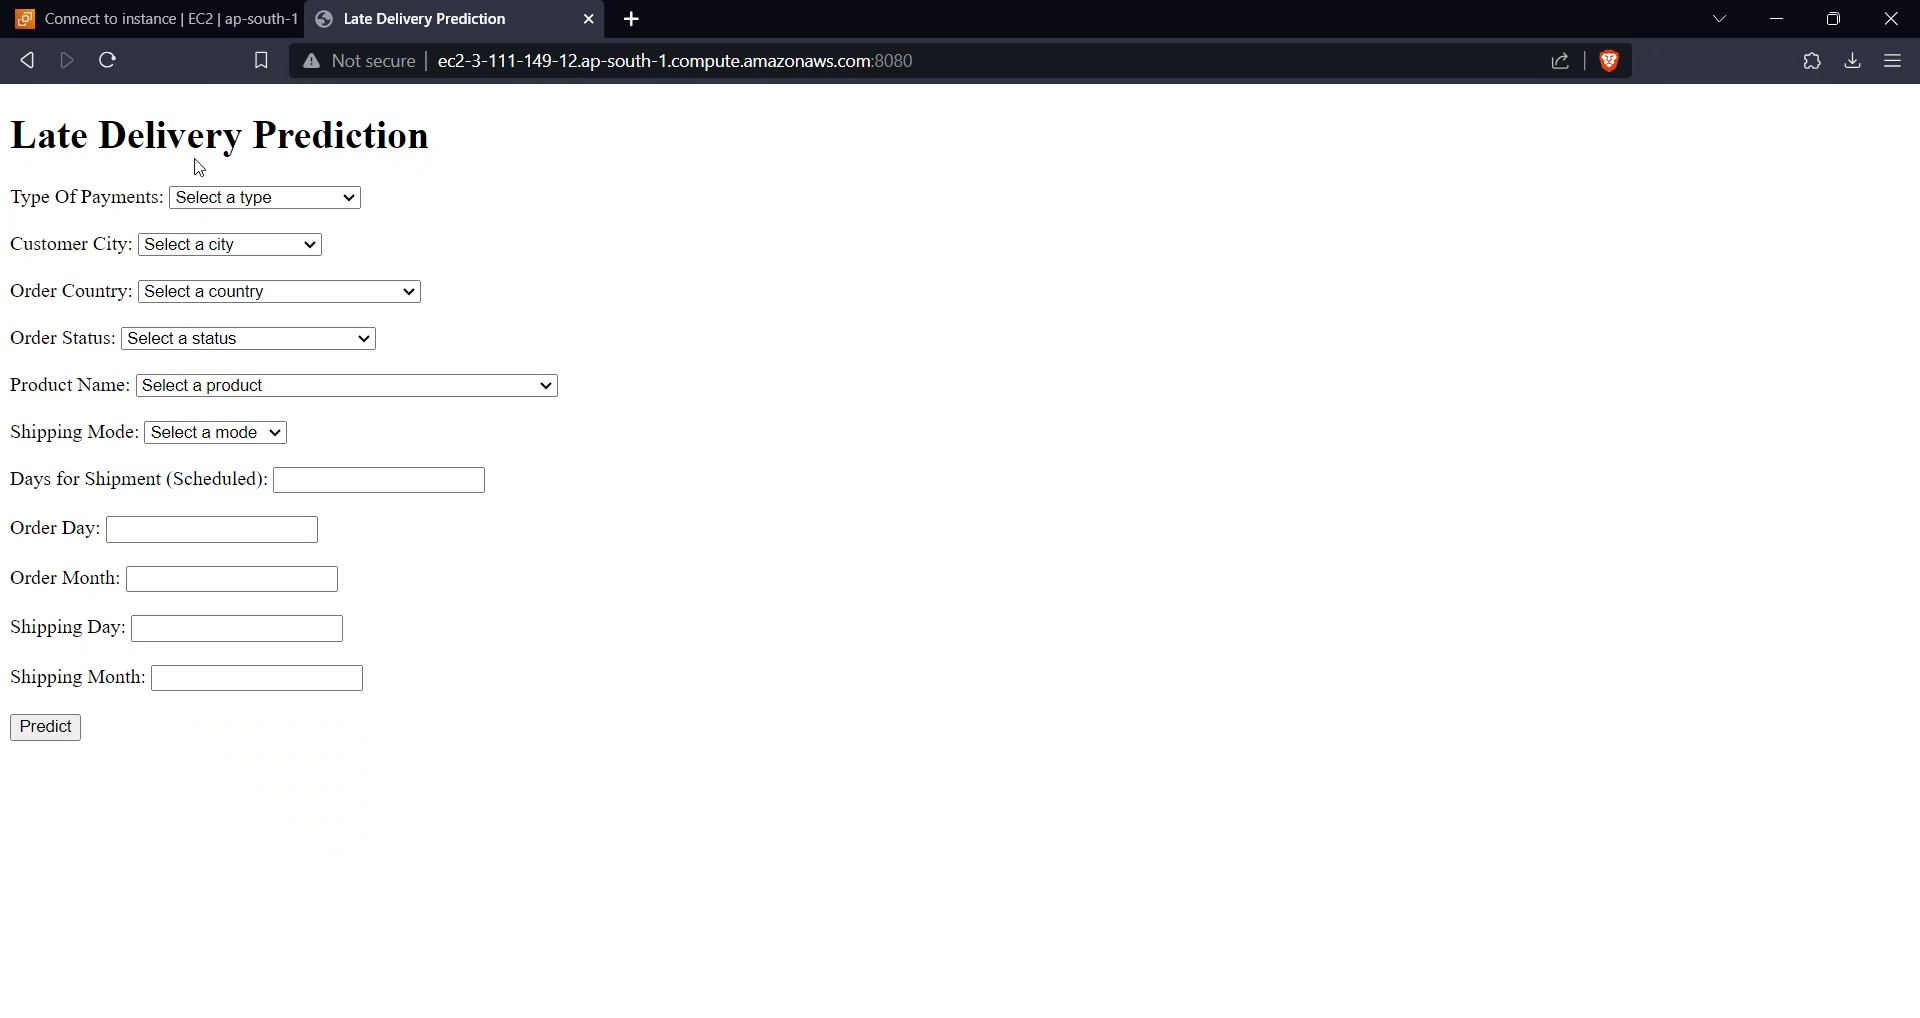 Connect to instance | EC2 | ap-south-1
Late Delivery Prediction
Not secure
ec2-3-111-149-12.ap-south-1.compute.amazonaws.com:8080
Late Delivery Prediction
Type Of Payments: Select a type
Customer City: Select a city
Order Country: Select a country
Order Status: Select a status
Product Name: Select a product
Shipping Mode: Select a mode
Days for Shipment (Scheduled):
Order Day:
Order Month:
Shipping Day:
Shipping Month:
Predict